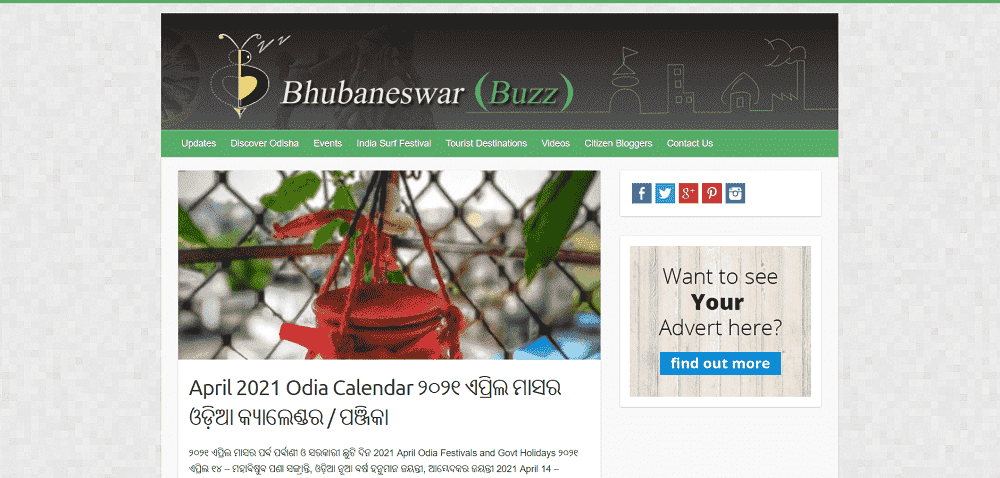 Bhubaneswar (Buzz)
Updates Discover Odisha Events India Surf Festival Tourist Destinations Videos Citizen Bloggers Contact Us
April 2021 Odia Calendar ୨୦୨୧ ଏପ୍ରିଲ ମାସର
ଓଡ଼ିଆ କ୍ୟାଲେଣ୍ଡର / ପଞ୍ଜିକା
୨୦୨୧ ଏପ୍ରିଲ ମାସର ପର୍ବ ପର୍ବାଣୀ ଓ ସରକାରୀ ଛୁଟି ଦିନ 2021 April Odia Festivals and Govt Holidays ୨୦୨୧
ଏପ୍ରିଲ ୧୪ – ମହାବିଷୁବ ପଣା ସଂକ୍ରାନ୍ତି, ଓଡ଼ିଆ ନୂଆ ବର୍ଷ ହନୁମାନ ଜୟନ୍ତୀ, ଆମ୍ବେଦକର ଜୟନ୍ତୀ 2021 April 14 –
f g+
Want to see
Your
Advert here?
find out more